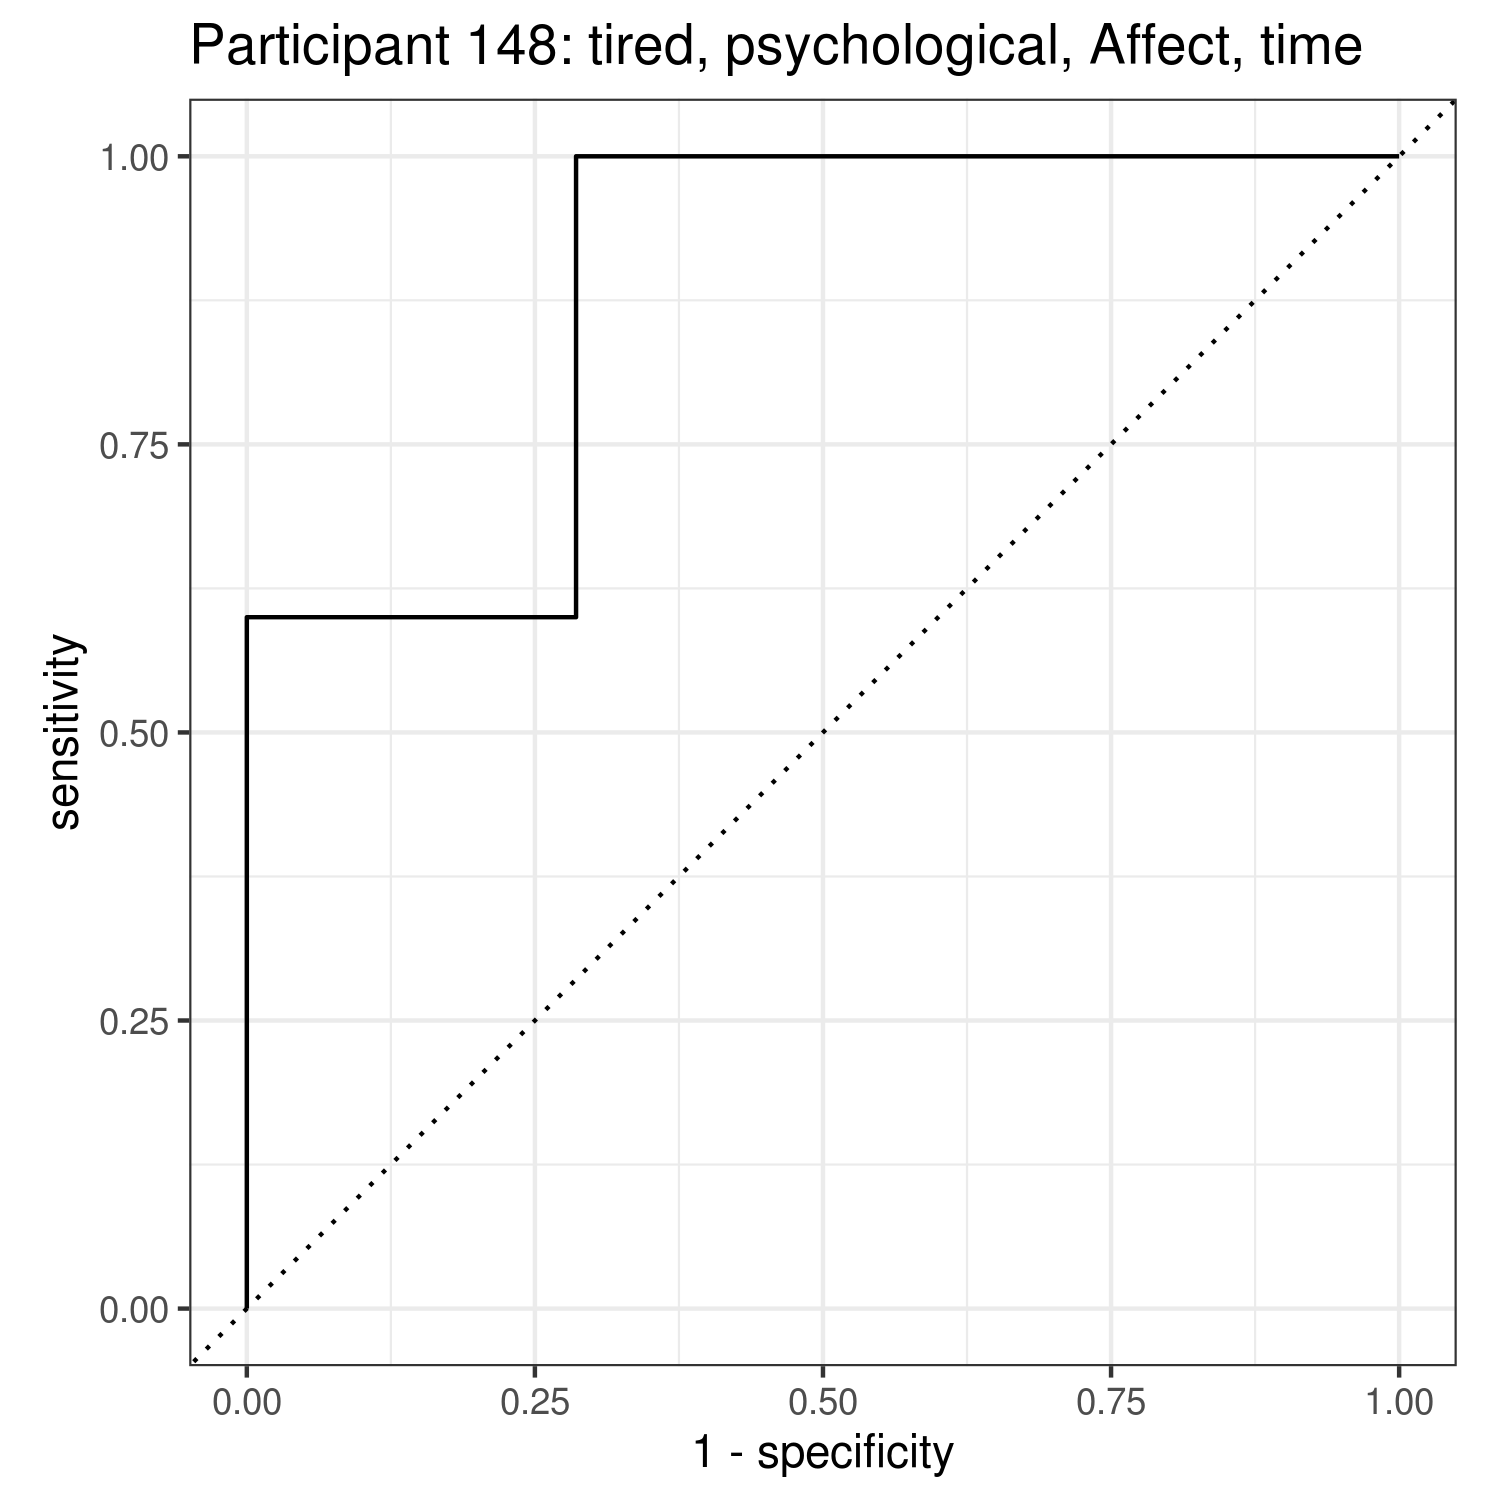 Participant 148: tired, psychological, Affect, time
1.00
0.75
0.50
0.25
0.00
sensitivity
0.00 0.25 0.50 0.75 1.00
1 - specificity